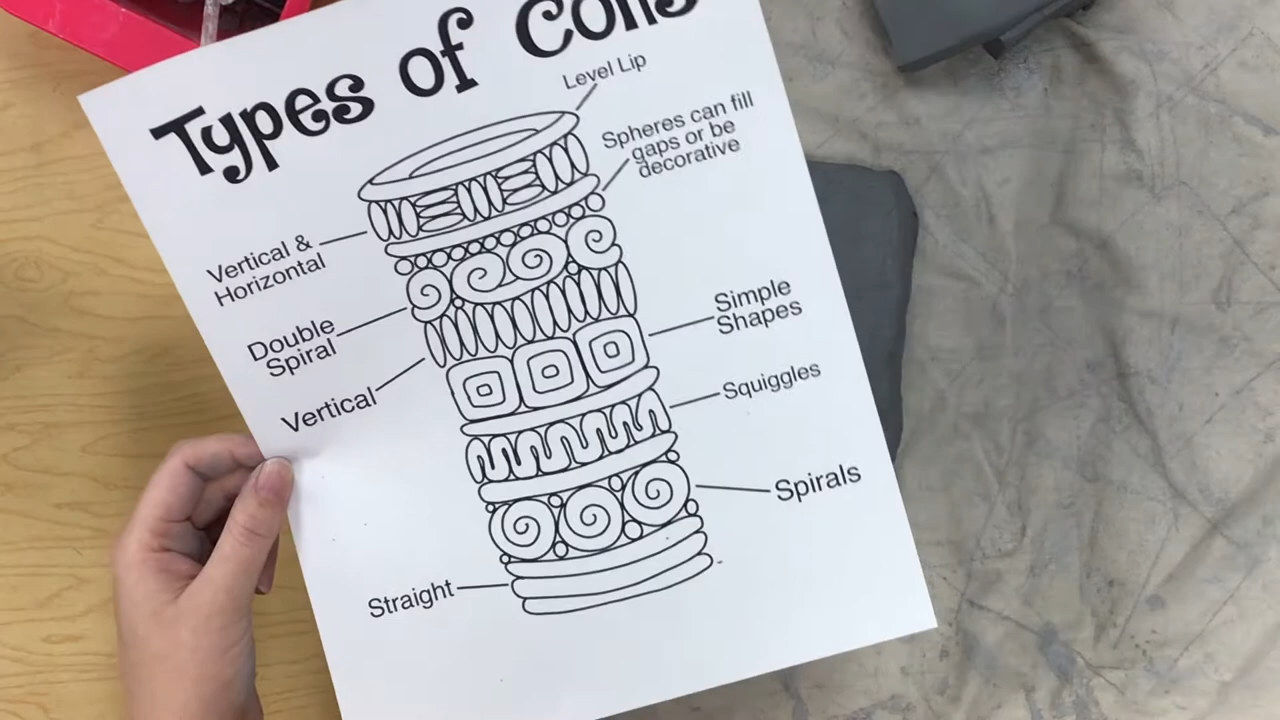 Types of Coils
Level Lip
Spheres can fill
gaps or be
decorative
Vertical &
Horizontal
Double
Spiral
Simple
Shapes
Vertical
Squiggles
Spirals
Straight